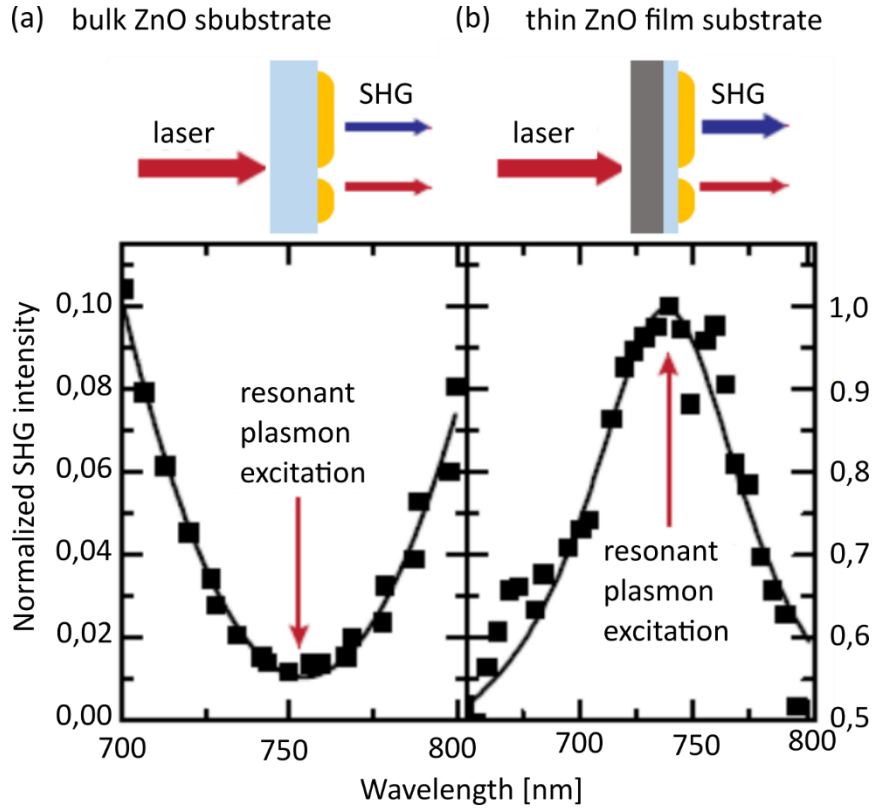 (a) bulk ZnO sbubstrate
(b) thin ZnO film substrate
SHG
laser
SHG
laser
Normalized SHG intensity
0,10
0,08
0,06
0,04
0,02
0,00
resonant
plasmon
excitation
700
750
800
1,0
0,9
0,8
0,7
0,6
0,5
resonant
plasmon
excitation
700
750
800
Wavelength [nm]